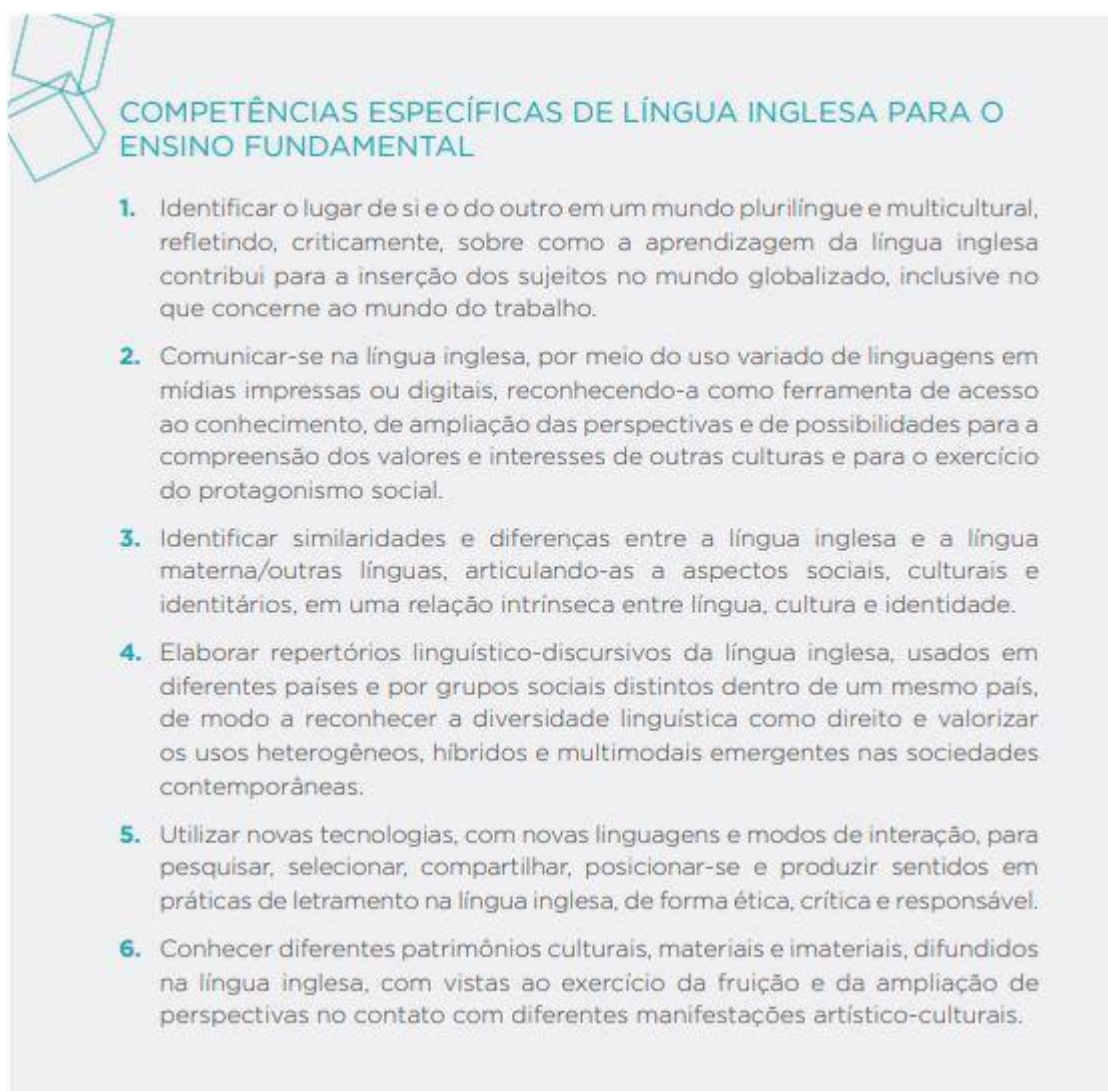 COMPETÊNCIAS ESPECÍFICAS DE LÍNGUA INGLESA PARA O
ENSINO FUNDAMENTAL
1. Identificar o lugar de si e o do outro em um mundo plurilíngue e multicultural,
refletindo, criticamente, sobre como a aprendizagem da língua inglesa
contribui para a inserção dos sujeitos no mundo globalizado, inclusive no
que concerne ao mundo do trabalho.
2. Comunicar-se na língua inglesa, por meio do uso variado de linguagens em
mídias impressas ou digitais, reconhecendo-a como ferramenta de acesso
ao conhecimento, de ampliação das perspectivas e de possibilidades para a
compreensão dos valores e interesses de outras culturas e para o exercício
do protagonismo social.
3. Identificar similaridades e diferenças entre a língua inglesa e a língua
materna/outras línguas, articulando-as a aspectos sociais, culturais e
identitários, em uma relação intrínseca entre língua, cultura e identidade.
4. Elaborar repertórios linguístico-discursivos da língua inglesa, usados em
diferentes países e por grupos sociais distintos dentro de um mesmo país,
de modo a reconhecer a diversidade linguística como direito e valorizar
os usos heterogêneos, híbridos e multimodais emergentes nas sociedades
contemporâneas.
5. Utilizar novas tecnologias, com novas linguagens e modos de interação, para
pesquisar, selecionar, compartilhar, posicionar-se e produzir sentidos em
práticas de letramento na língua inglesa, de forma ética, crítica e responsável.
6. Conhecer diferentes patrimônios culturais, materiais e imateriais, difundidos
na língua inglesa, com vistas ao exercício da fruição e da ampliação de
perspectivas no contato com diferentes manifestações artístico-culturais.